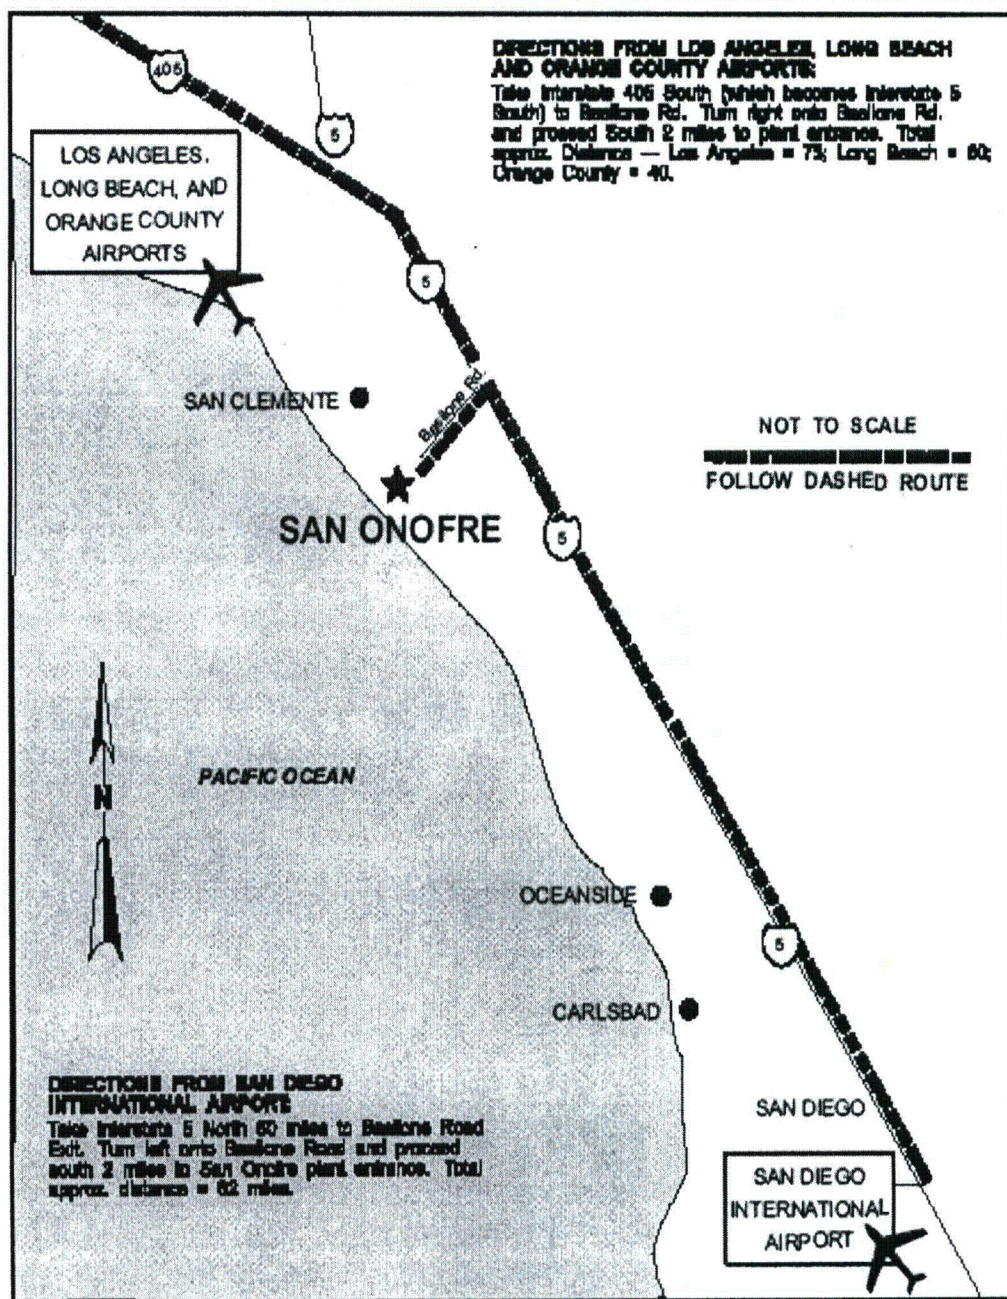 DIRECTIONS FROM LOS ANGELES, LONG BEACH
AND ORANGE COUNTY AIRPORTS:
Take Interstate 405 South (which becomes Interstate 5
South) to Basilone Rd. Turn right onto Basilone Rd.
and proceed South 2 miles to plant entrance. Total
approx. Distance — Los Angeles = Long Beach = 60;
Orange County = 40.
405
5
LOS ANGELES,
LONG BEACH, AND
ORANGE COUNTY
AIRPORTS
5
Basilone Rd.
SAN CLEMENTE
NOT TO SCALE
FOLLOW DASHED ROUTE
SAN ONOFRE
5
N
PACIFIC OCEAN
OCEANSIDE
5
CARLSBAD
DIRECTIONS FROM SAN DIEGO
INTERNATIONAL AIRPORT
Take Interstate 5 North 60 miles to Basilone Road
Exit. Turn left onto Basilone Road and proceed
south 2 miles to San Onofre plant entrance. Total
approx. distance = 62 miles.
SAN DIEGO
SAN DIEGO
INTERNATIONAL
AIRPORT